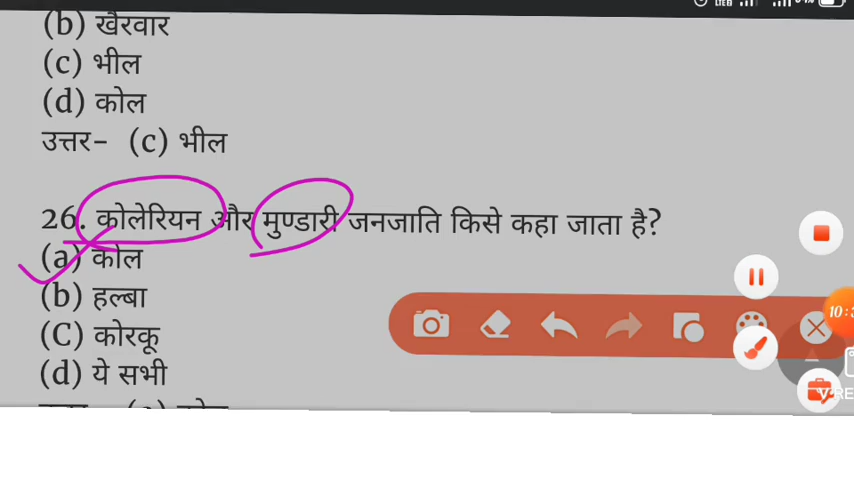 (b) खैरवार
(c) भील
(d) कोल
उत्तर- (c) भील
26. कोलेरियन और मुण्डारी जनजाति किसे कहा जाता है?
(a) कोल
(b) हल्बा
(C) कोरकू
(d) ये सभी